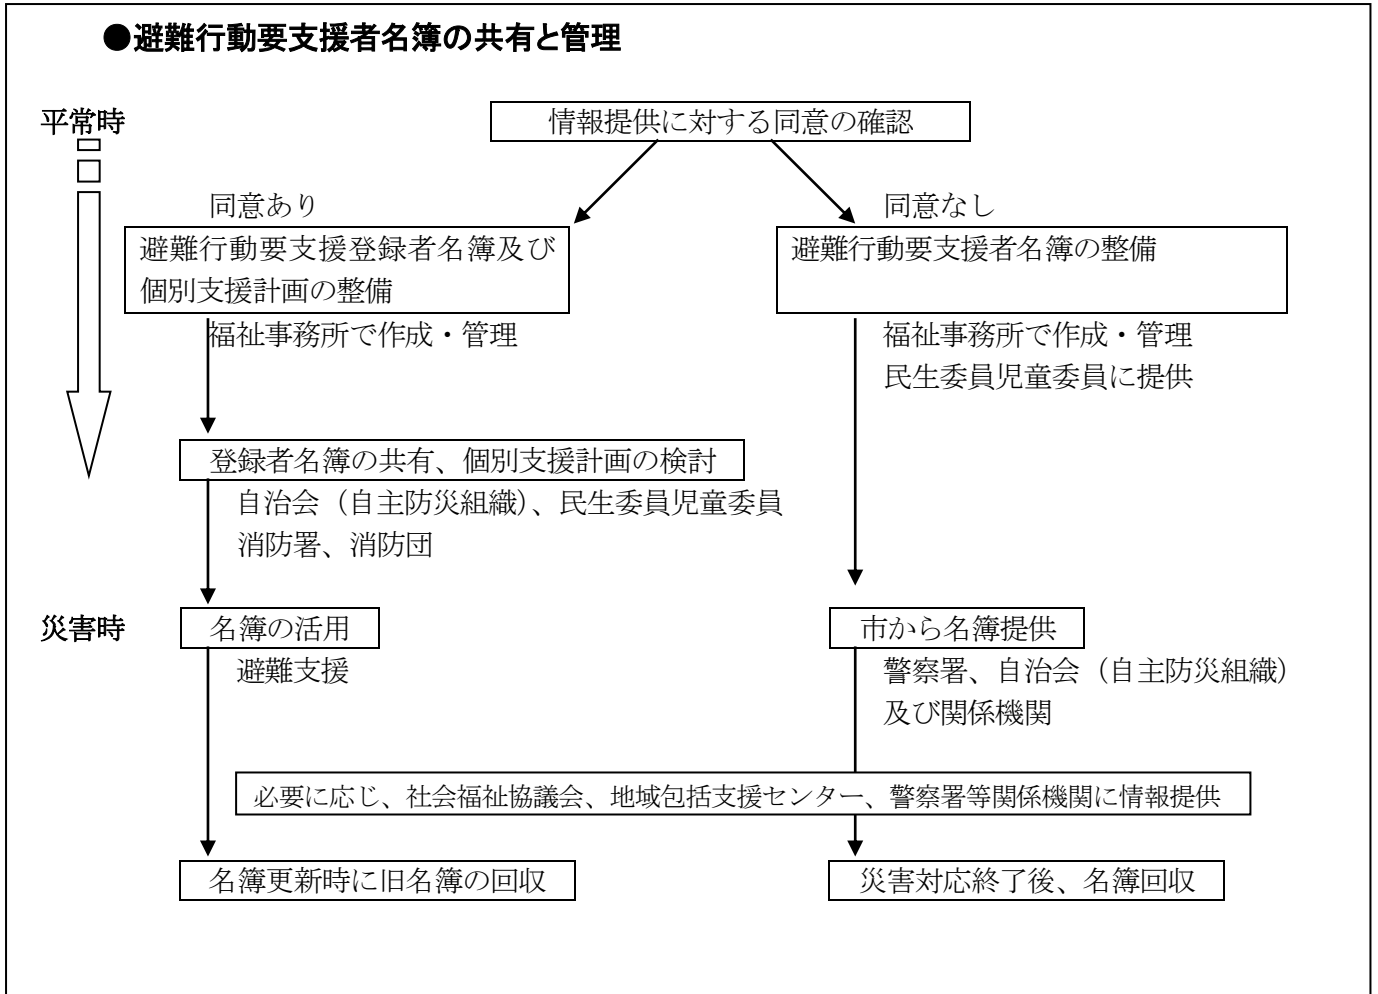 ●避難行動要支援者名簿の共有と管理
平常時
情報提供に対する同意の確認
同意あり
避難行動要支援登録者名簿及び
個別支援計画の整備
福祉事務所で作成・管理
同意なし
避難行動要支援者名簿の整備
福祉事務所で作成・管理
民生委員児童委員に提供
登録者名簿の共有、個別支援計画の検討
自治会（自主防災組織）、民生委員児童委員
消防署、消防団
災害時
名簿の活用
避難支援
市から名簿提供
警察署、自治会（自主防災組織）
及び関係機関
必要に応じ、社会福祉協議会、地域包括支援センター、警察署等関係機関に情報提供
名簿更新時に旧名簿の回収
災害対応終了後、名簿回収